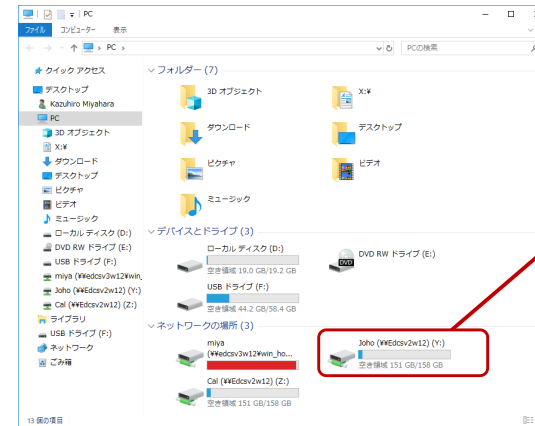 PC
ファイル コンピューター 表示
PC
PCの検索
クイック アクセス
デスクトップ
Kazuhiro Miyahara
PC
3D オブジェクト
X:¥
ダウンロード
デスクトップ
ピクチャ
ビデオ
ミュージック
ローカル ディスク (D:)
DVD RW ドライブ (E:)
USB ドライブ (F:)
miya (¥¥edcsv3w12¥win_
Joho (¥¥Edcsv2w12) (Y:)
Cal (¥¥Edcsv2w12) (Z:)
ライブラリ
USB ドライブ (F:)
ネットワーク
ごみ箱
フォルダー (7)
3D オブジェクト
X:¥
ダウンロード
デスクトップ
ピクチャ
ビデオ
ミュージック
デバイスとドライブ (3)
ローカル ディスク (D:)
空き領域 19.0 GB/19.2 GB
DVD RW ドライブ (E:)
DVD
USB ドライブ (F:)
空き領域 44.2 GB/58.4 GB
ネットワークの場所 (3)
miya
(¥¥edcsv3w12¥win_ho...
Joho (¥¥Edcsv2w12) (Y:)
空き領域 151 GB/158 GB
Cal (¥¥Edcsv2w12) (Z:)
空き領域 151 GB/158 GB
13 個の項目